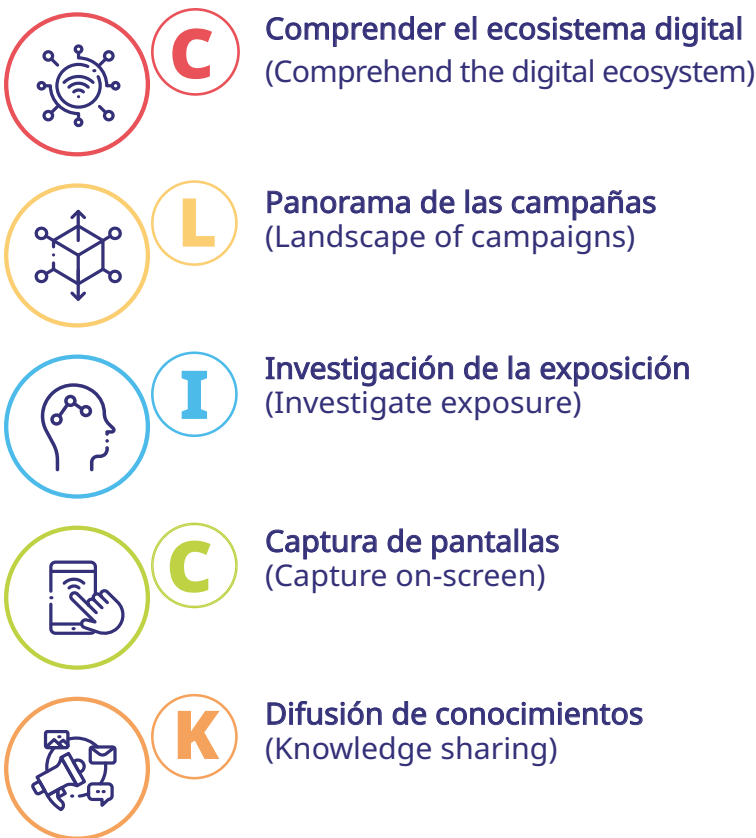 C
Comprender el ecosistema digital
(Comprehend the digital ecosystem)
L
Panorama de las campañas
(Landscape of campaigns)
I
Investigación de la exposición
(Investigate exposure)
C
Captura de pantallas
(Capture on-screen)
K
Difusión de conocimientos
(Knowledge sharing)